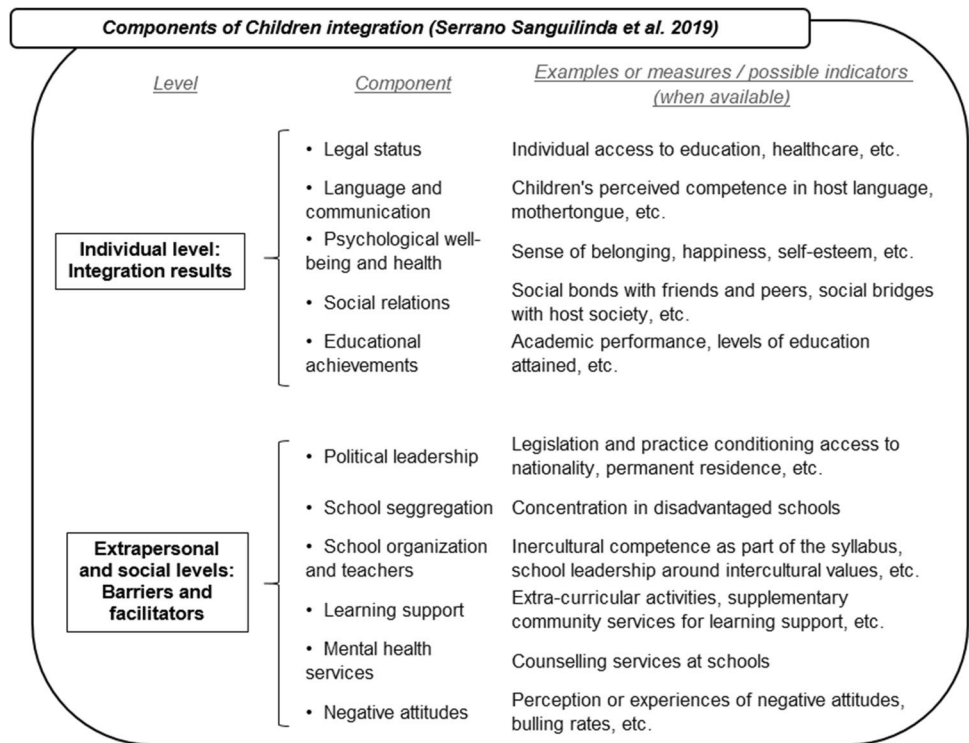 Components of Children integration (Serrano Sanguilinda et al. 2019)
Level
Component
Examples or measures / possible indicators
(when available)
Individual level:
Integration results
• Legal status
Individual access to education, healthcare, etc.
• Language and
communication
Children's perceived competence in host language,
mothertongue, etc.
• Psychological well-
being and health
Sense of belonging, happiness, self-esteem, etc.
• Social relations
Social bonds with friends and peers, social bridges
with host society, etc.
• Educational
achievements
Academic performance, levels of education
attained, etc.
Extrapersonal
and social levels:
Barriers and
facilitators
• Political leadership
Legislation and practice conditioning access to
nationality, permanent residence, etc.
• School seggregation
Concentration in disadvantaged schools
• School organization
and teachers
Inercultural competence as part of the syllabus,
school leadership around intercultural values, etc.
• Learning support
Extra-curricular activities, supplementary
community services for learning support, etc.
• Mental health
services
Counselling services at schools
• Negative attitudes
Perception or experiences of negative attitudes,
bulling rates, etc.